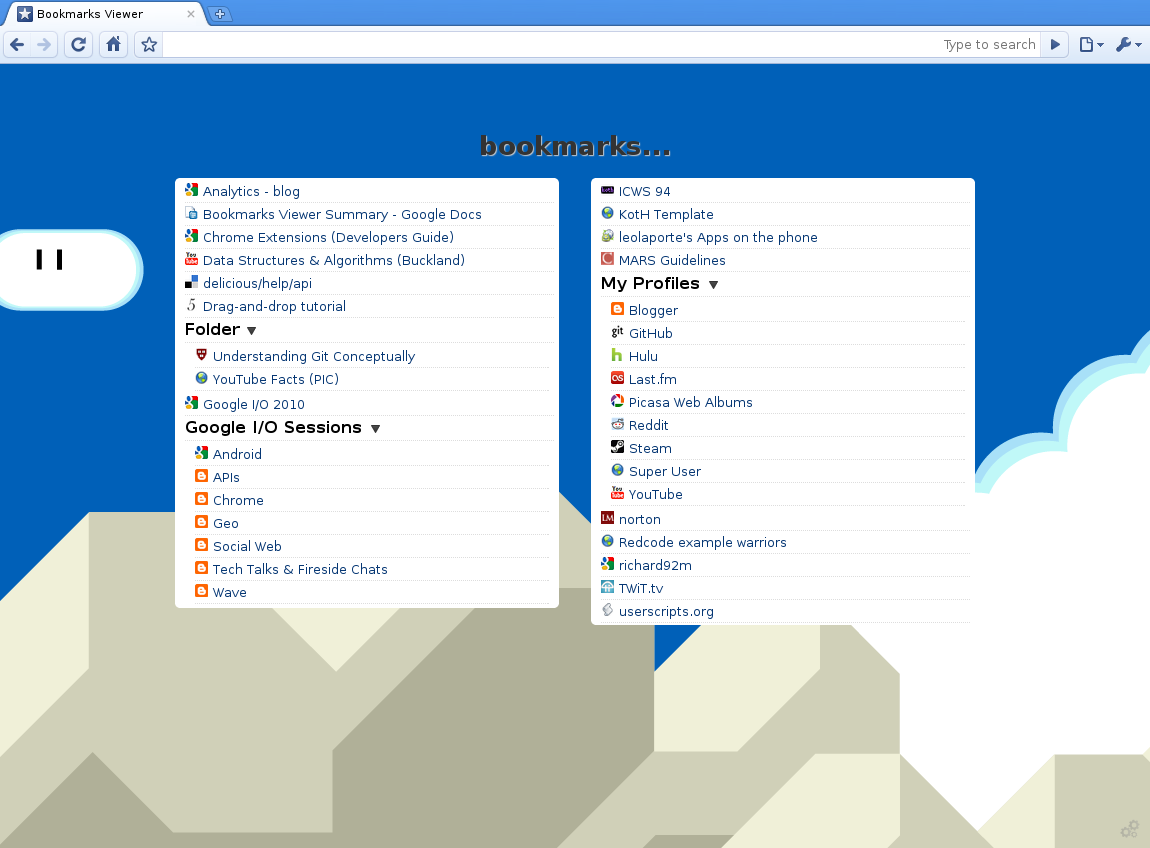 Bookmarks Viewer
Type to search
bookmarks...
Analytics - blog
Bookmarks Viewer Summary - Google Docs
Chrome Extensions (Developers Guide)
Data Structures & Algorithms (Buckland)
delicious/help/api
Drag-and-drop tutorial
Folder
Understanding Git Conceptually
YouTube Facts (PIC)
Google I/O 2010
Google I/O Sessions
Android
APIs
Chrome
Geo
Social Web
Tech Talks & Fireside Chats
Wave
ICWS 94
KotH Template
leolaporte's Apps on the phone
MARS Guidelines
My Profiles
Blogger
GitHub
Hulu
Last.fm
Picasa Web Albums
Reddit
Steam
Super User
YouTube
norton
Redcode example warriors
richard92m
TWiT.tv
userscripts.org